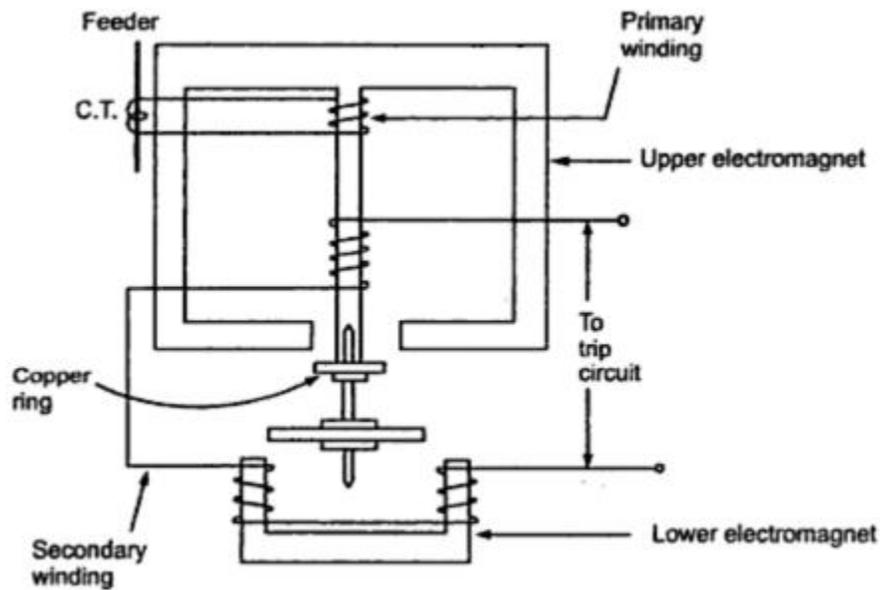 Feeder
Primary
winding
C.T.
Upper electromagnet
To
trip
circuit
Copper
ring
Lower electromagnet
Secondary
winding